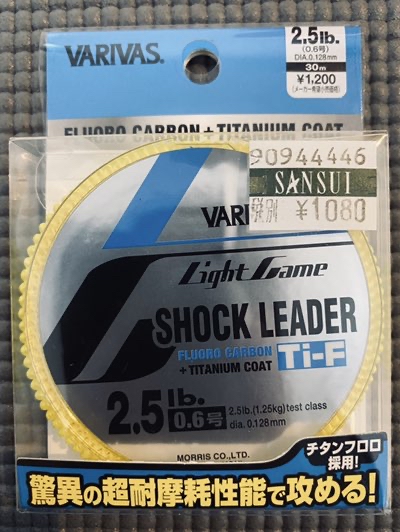 VARIVAS®
2.5lb.
(0.6号)
DIA.0.128mm
30m
¥1,200
(メーカー希望小売価格)
FLUORO CARBON + TITANIUM COAT
90944446
SANSUI
税別 ¥1080
VARIV
Light Game
SHOCK LEADER
FLUORO CARBON
+ TITANIUM COAT
Ti-F
2.5lb.
0.6号
2.5lb.(1.25kg)test class
dia. 0.128mm
MORRIS CO.,LTD.
チタンフロロ
採用!
驚異の超耐摩耗性能で攻める!